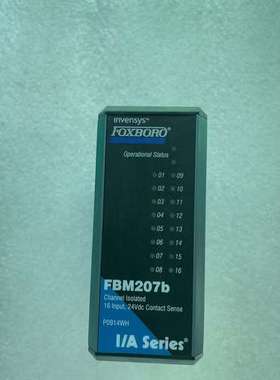 invensys™
FOXBORO®
Operational Status
01 09
02 10
03 11
04 12
05 13
06 14
07 15
08 16
FBM207b
Channel Isolated
16 Input, 24Vdc Contact Sense
P0914WH
I/A Series®